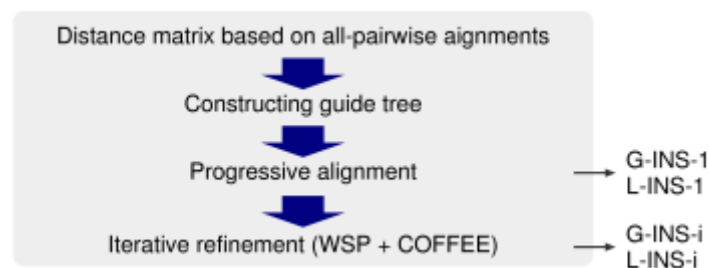 Distance matrix based on all-pairwise aignments
Constructing guide tree
Progressive alignment
G-INS-1
L-INS-1
Iterative refinement (WSP + COFFEE)
G-INS-i
L-INS-i